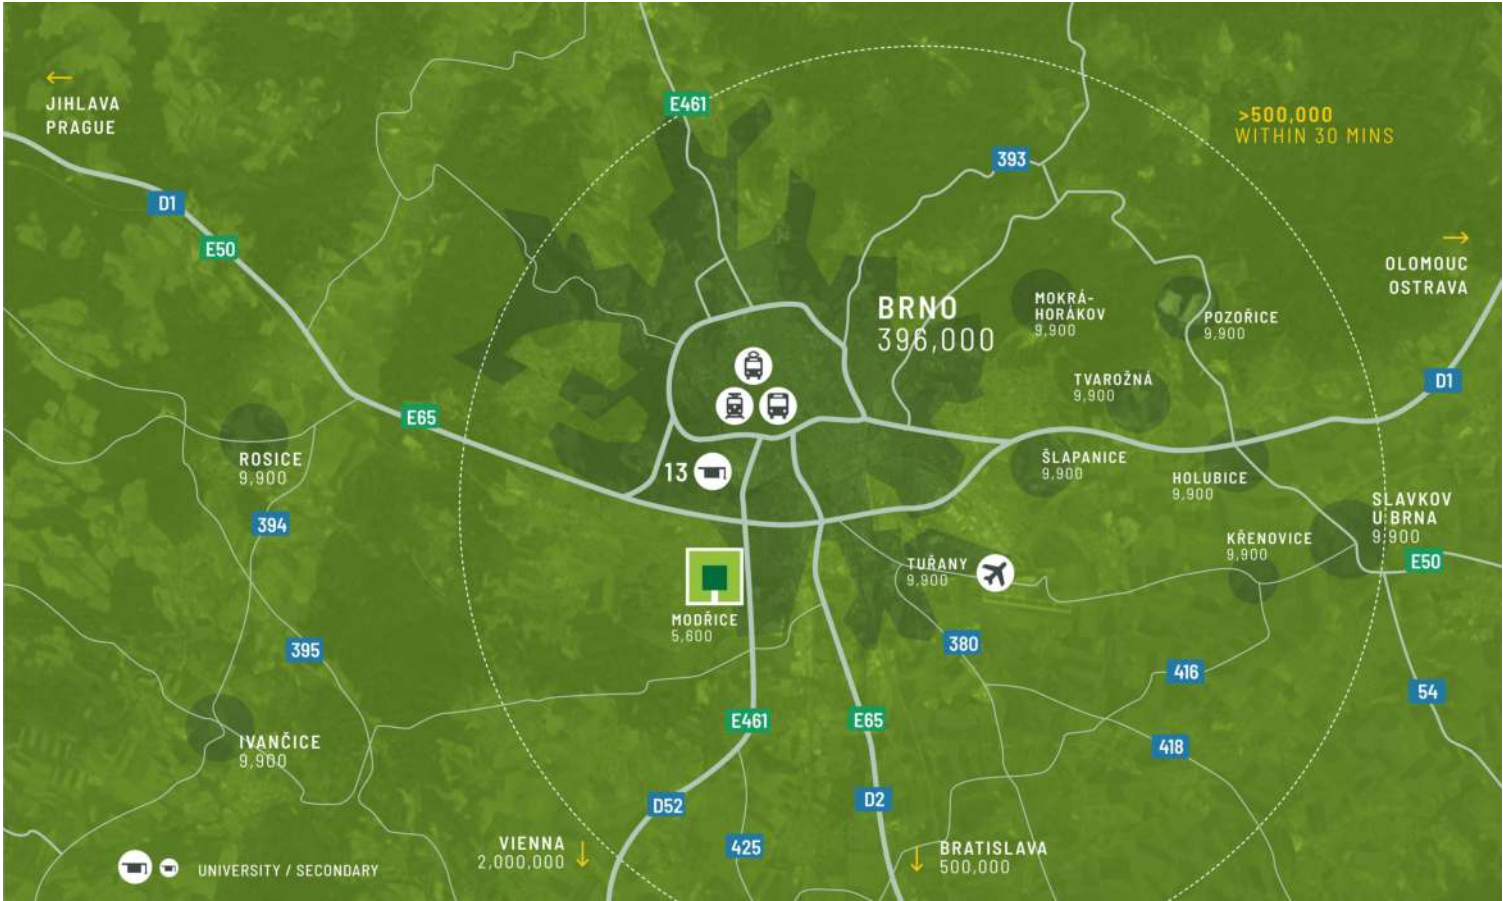 E461
←
JIHLAVA
PRAGUE
>500,000
WITHIN 30 MINS
393
D1
E50
→
OLOMOUC
OSTRAVA
BRNO
396,000
MOKRÁ-
HORÁKOV
9,900
POZOŘICE
9,900
TVAROŽNÁ
9,900
D1
E65
ROSICE
9,900
13
ŠLAPANICE
9,900
HOLUBICE
9,900
SLAVKOV
U BRNA
9,900
394
KŘENOVICE
9,900
E50
TUŘANY
9,900
MODŘICE
5,600
395
380
416
54
IVANČICE
9,900
E461
E65
418
D52
D2
VIENNA
2,000,000
↓
425
↓
BRATISLAVA
500,000
UNIVERSITY / SECONDARY